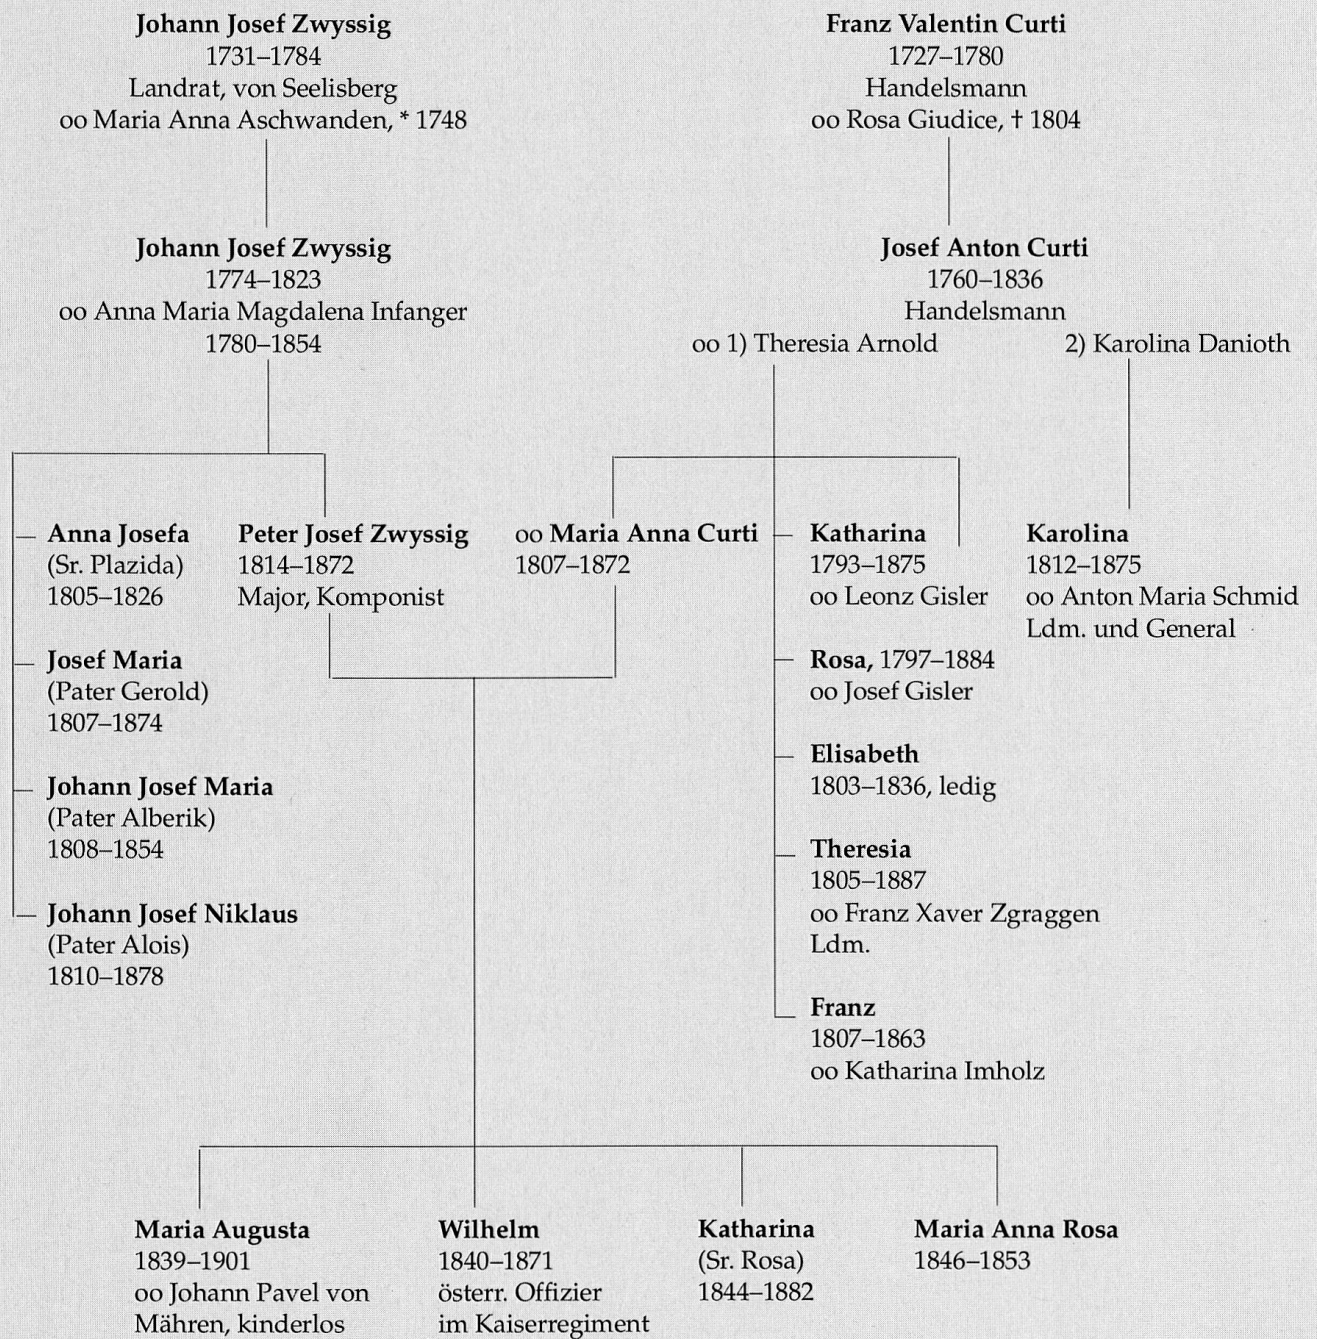 Johann Josef Zwyssig
1731–1784
Landrat, von Seelisberg
oo Maria Anna Aschwanden, * 1748
Franz Valentin Curti
1727–1780
Handelsmann
oo Rosa Giudice, † 1804
Johann Josef Zwyssig
1774–1823
oo Anna Maria Magdalena Infanger
1780–1854
Josef Anton Curti
1760–1836
Handelsmann
oo 1) Theresia Arnold
2) Karolina Danioth
Anna Josefa
(Sr. Plazida)
1805–1826
Josef Maria
(Pater Gerold)
1807–1874
Johann Josef Maria
(Pater Alberik)
1808–1854
Johann Josef Niklaus
(Pater Alois)
1810–1878
Peter Josef Zwyssig
1814–1872
Major, Komponist
oo Maria Anna Curti
1807–1872
Katharina
1793–1875
oo Leonz Gisler
Rosa, 1797–1884
oo Josef Gisler
Elisabeth
1803–1836, ledig
Theresia
1805–1887
oo Franz Xaver Zgraggen
Ldm.
Franz
1807–1863
oo Katharina Imholz
Karolina
1812–1875
oo Anton Maria Schmid
Ldm. und General
Maria Augusta
1839–1901
oo Johann Pavel von
Mähren, kinderlos
Wilhelm
1840–1871
österr. Offizier
im Kaiserregiment
Katharina
(Sr. Rosa)
1844–1882
Maria Anna Rosa
1846–1853